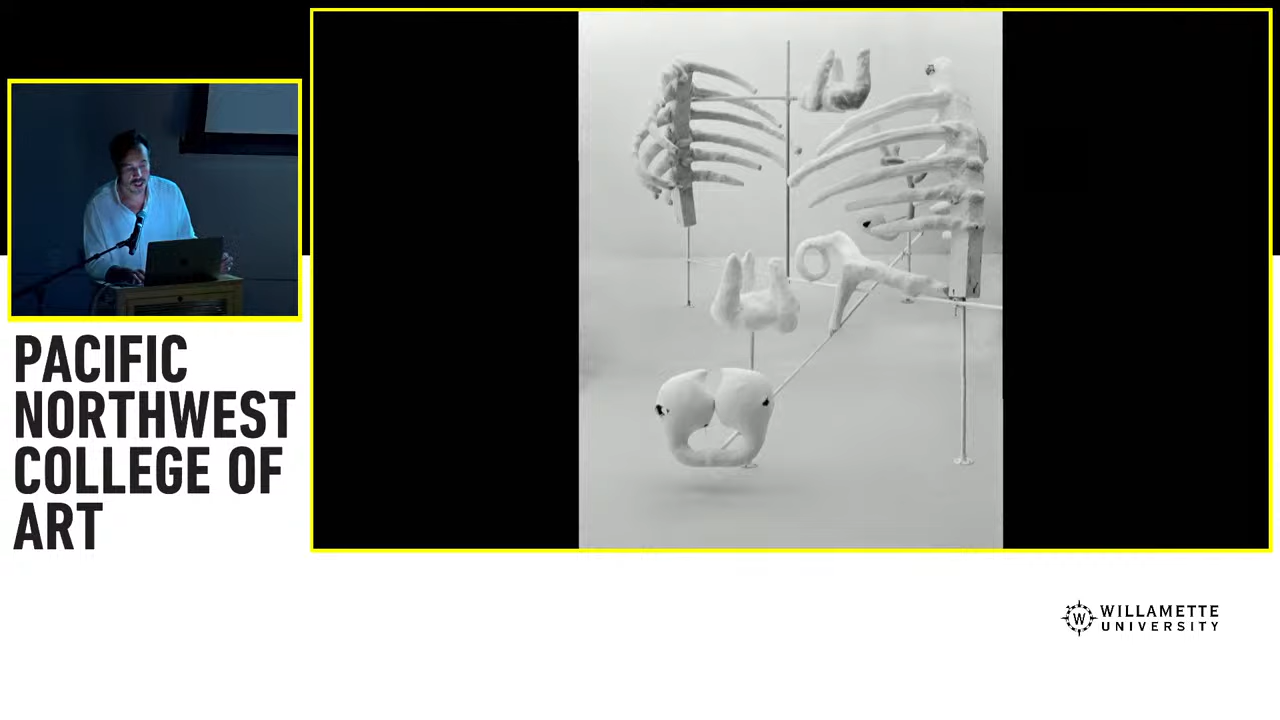 PACIFIC
NORTHWEST
COLLEGE OF
ART
WILLAMETTE
UNIVERSITY